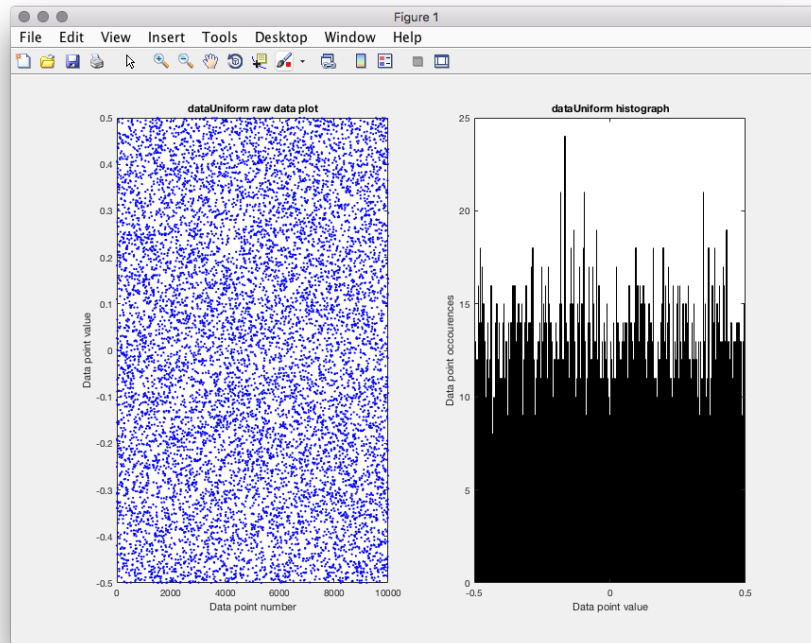 Figure 1
File Edit View Insert Tools Desktop Window Help
dataUniform raw data plot
0.5
0.4
0.3
0.2
0.1
0
-0.1
-0.2
-0.3
-0.4
-0.5
0 2000 4000 6000 8000 10000
Data point value
Data point number
dataUniform histograph
25
20
15
10
5
0
-0.5 0 0.5
Data point occourences
Data point value